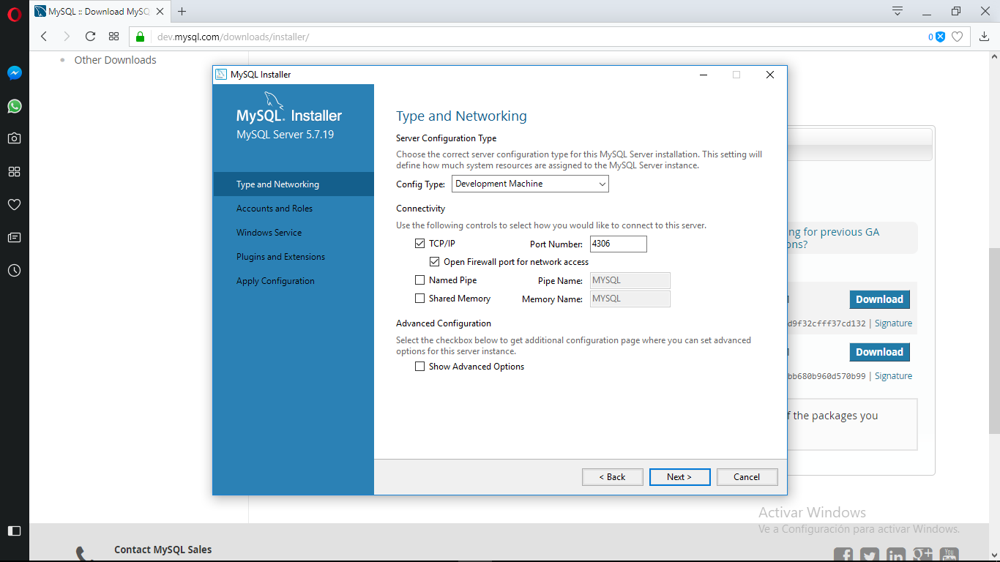 MySQL :: Download MySQ
dev.mysql.com/downloads/installer/
0
Other Downloads
MySQL Installer
MySQL. Installer
MySQL Server 5.7.19
Type and Networking
Accounts and Roles
Windows Service
Plugins and Extensions
Apply Configuration
Type and Networking
Server Configuration Type
Choose the correct server configuration type for this MySQL Server installation. This setting will
define how much system resources are assigned to the MySQL Server instance.
Config Type: Development Machine
Connectivity
Use the following controls to select how you would like to connect to this server.
TCP/IP Port Number: 4306
Open Firewall port for network access
Named Pipe Pipe Name: MYSQL
Shared Memory Memory Name: MYSQL
Advanced Configuration
Select the checkbox below to get additional configuration page where you can set advanced
options for this server instance.
Show Advanced Options
< Back Next > Cancel
ng for previous GA
ons?
Download
d9f32cfff37cd132 | Signature
Download
bb680b960d570b99 | Signature
f the packages you
Activar Windows
Ve a Configuración para activar Windows.
Contact MySQL Sales
You